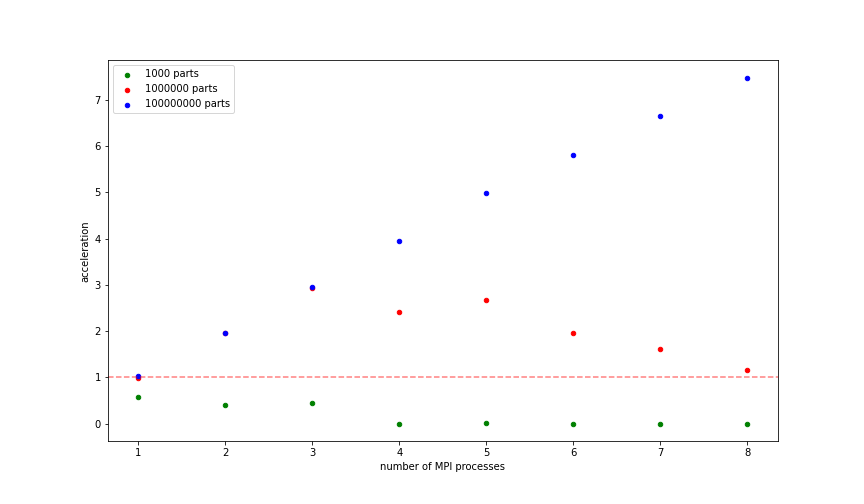 1000 parts
1000000 parts
100000000 parts
7
6
5
4
3
2
1
0
acceleration
1 2 3 4 5 6 7 8
number of MPI processes